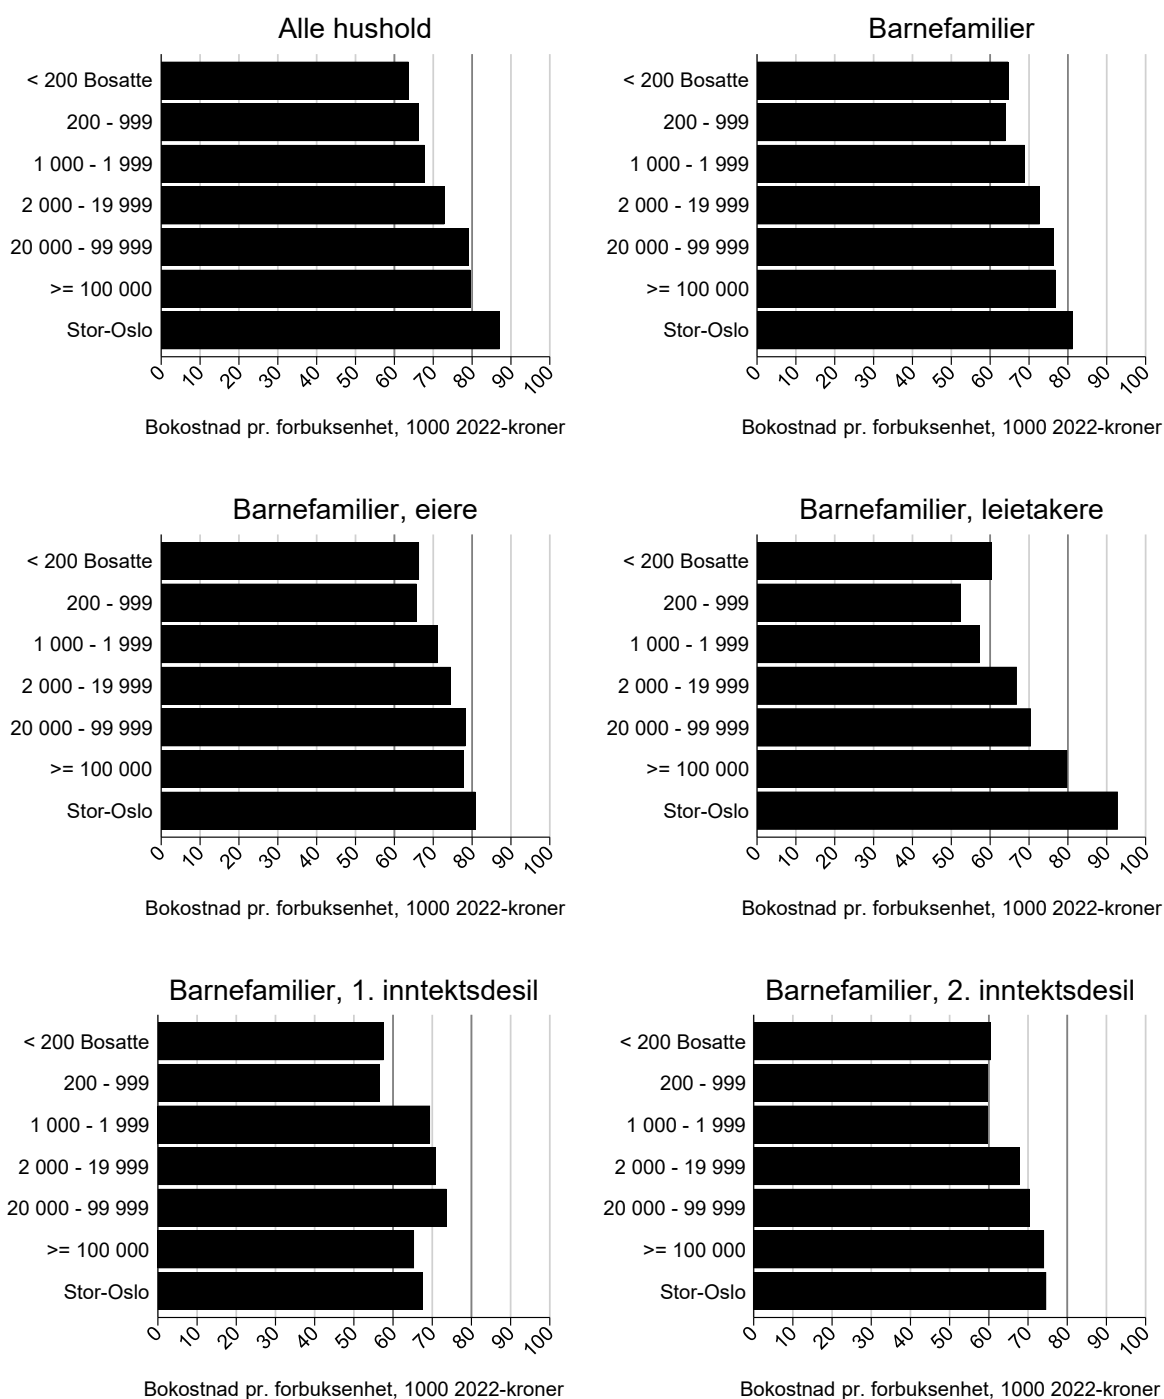 Alle hushold
< 200 Bosatte
200 - 999
1 000 - 1 999
2 000 - 19 999
20 000 - 99 999
>= 100 000
Stor-Oslo
0 10 20 30 40 50 60 70 80 90 100
Bokostnad pr. forbuksenhet, 1000 2022-kroner
Barnefamilier
< 200 Bosatte
200 - 999
1 000 - 1 999
2 000 - 19 999
20 000 - 99 999
>= 100 000
Stor-Oslo
0 10 20 30 40 50 60 70 80 90 100
Bokostnad pr. forbuksenhet, 1000 2022-kroner
Barnefamilier, eiere
< 200 Bosatte
200 - 999
1 000 - 1 999
2 000 - 19 999
20 000 - 99 999
>= 100 000
Stor-Oslo
0 10 20 30 40 50 60 70 80 90 100
Bokostnad pr. forbuksenhet, 1000 2022-kroner
Barnefamilier, leietakere
< 200 Bosatte
200 - 999
1 000 - 1 999
2 000 - 19 999
20 000 - 99 999
>= 100 000
Stor-Oslo
0 10 20 30 40 50 60 70 80 90 100
Bokostnad pr. forbuksenhet, 1000 2022-kroner
Barnefamilier, 1. inntektsdesil
< 200 Bosatte
200 - 999
1 000 - 1 999
2 000 - 19 999
20 000 - 99 999
>= 100 000
Stor-Oslo
0 10 20 30 40 50 60 70 80 90 100
Bokostnad pr. forbuksenhet, 1000 2022-kroner
Barnefamilier, 2. inntektsdesil
< 200 Bosatte
200 - 999
1 000 - 1 999
2 000 - 19 999
20 000 - 99 999
>= 100 000
Stor-Oslo
0 10 20 30 40 50 60 70 80 90 100
Bokostnad pr. forbuksenhet, 1000 2022-kroner